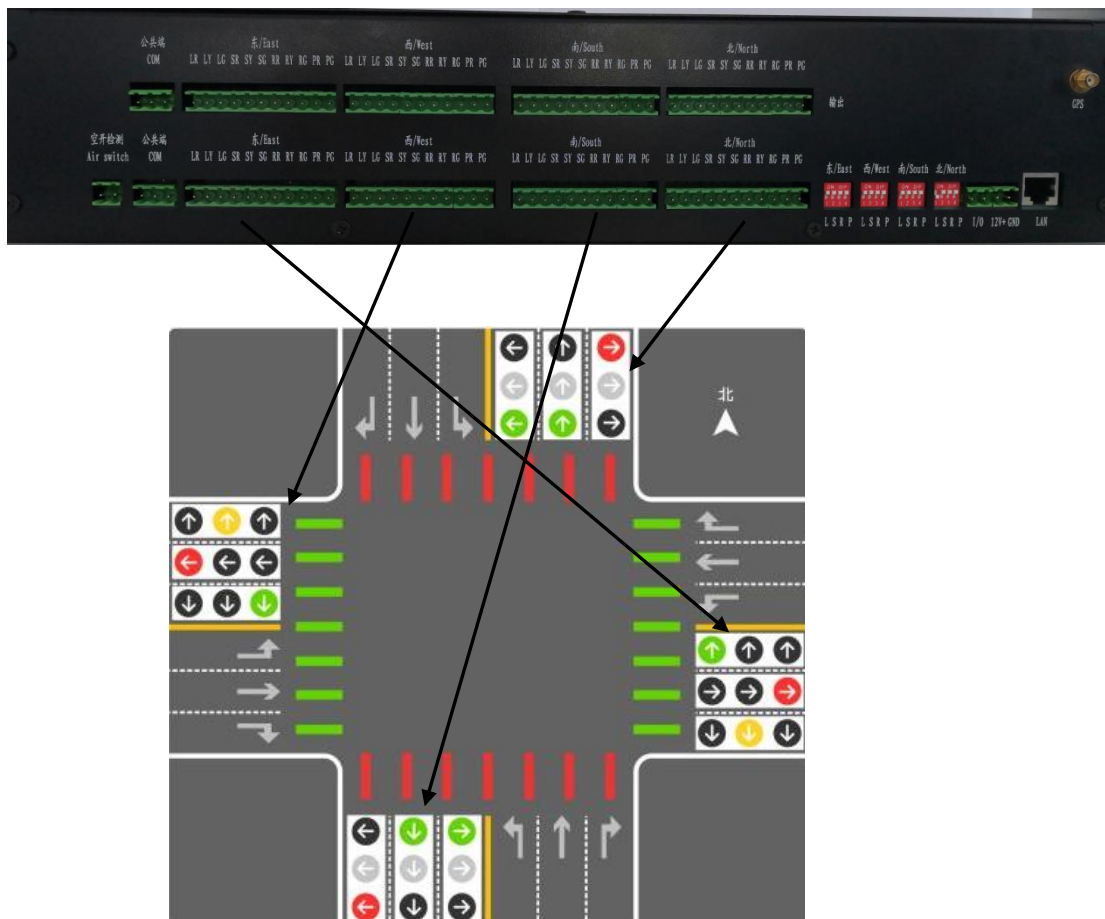 公共端 东/East 西/West 南/South 北/North
COM LR LY LG SR SY SG RR RY RG PR PG LR LY LG SR SY SG RR RY RG PR PG LR LY LG SR SY SG RR RY RG PR PG LR LY LG SR SY SG RR RY RG PR PG
输出
GPS
空开检测 公共端 东/East 西/West 南/South 北/North
Air switch COM LR LY LG SR SY SG RR RY RG PR PG LR LY LG SR SY SG RR RY RG PR PG LR LY LG SR SY SG RR RY RG PR PG LR LY LG SR SY SG RR RY RG PR PG
东/East 西/West 南/South 北/North
L S R P L S R P L S R P L S R P I/O 12V+ GND LAN
北